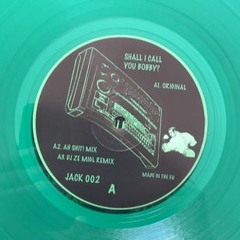 SHALL I CALL
YOU BOBBY?
A1. ORIGINAL
A2. AH SHIT MIX
A3 DJ ZE MIGL REMIX
JACK 002
A
MADE IN THE EU